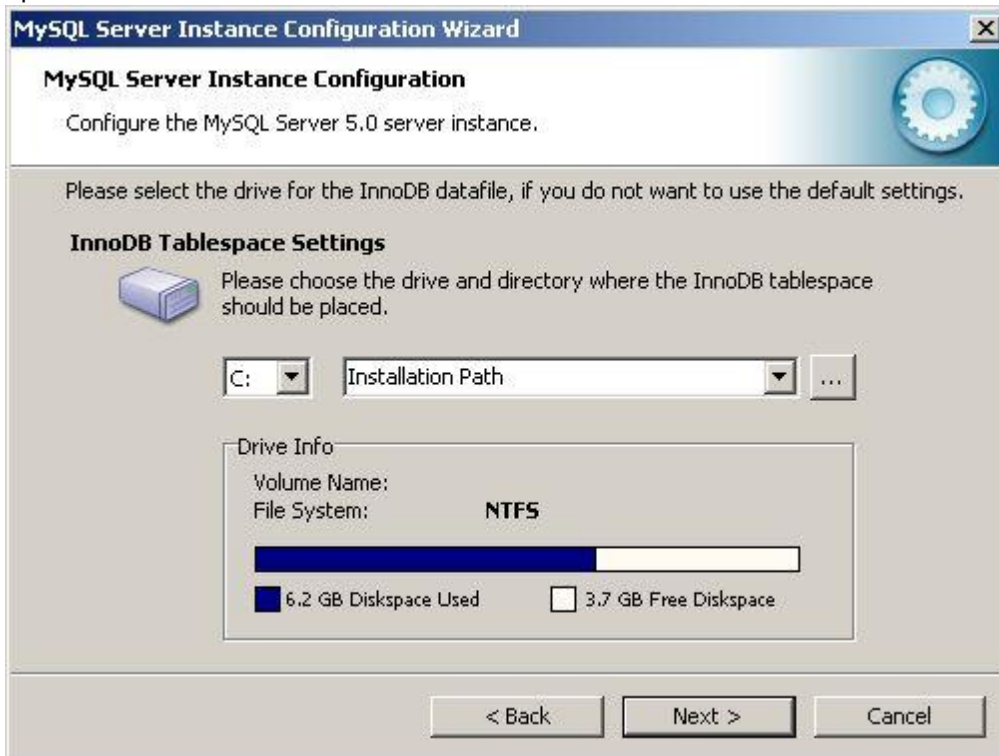 MySQL Server Instance Configuration Wizard
MySQL Server Instance Configuration
Configure the MySQL Server 5.0 server instance.
Please select the drive for the InnoDB datafile, if you do not want to use the default settings.
InnoDB Tablespace Settings
Please choose the drive and directory where the InnoDB tablespace
should be placed.
C: Installation Path ...
Drive Info
Volume Name:
File System: NTFS
6.2 GB Diskspace Used 3.7 GB Free Diskspace
< Back Next > Cancel